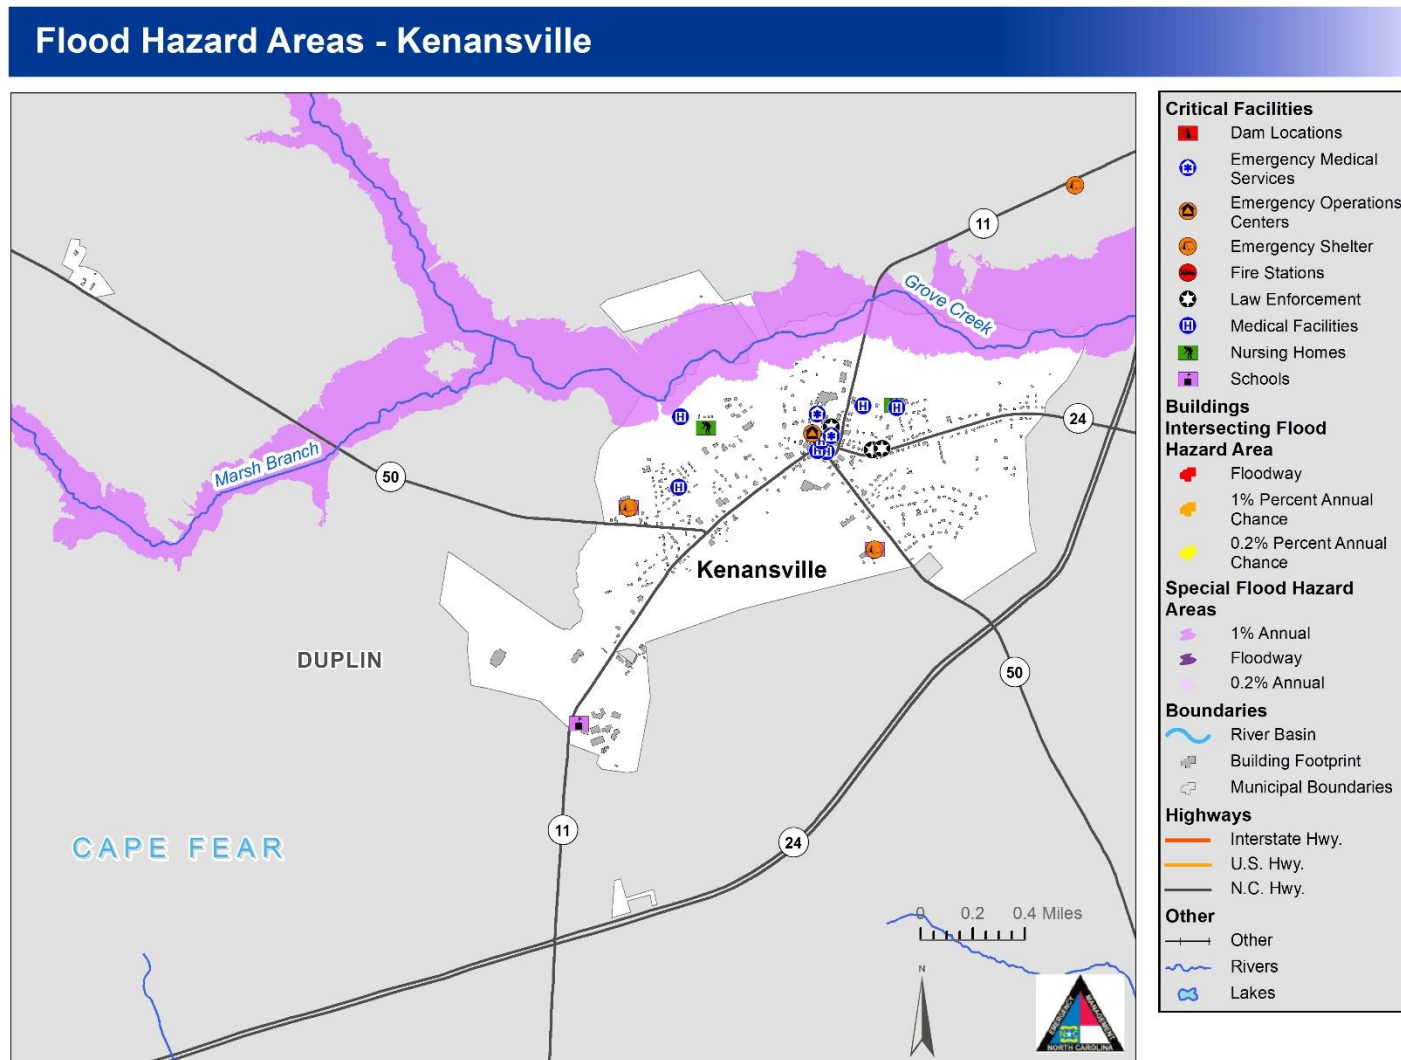 Flood Hazard Areas - Kenansville
11
Grove Creek
24
Marsh Branch
50
Kenansville
DUPLIN
50
11
24
CAPE FEAR
0 0.2 0.4 Miles
N
EMERGENCY
MANAGEMENT
NORTH CAROLINA
Critical Facilities
Dam Locations
Emergency Medical
Services
Emergency Operations
Centers
Emergency Shelter
Fire Stations
Law Enforcement
H Medical Facilities
Nursing Homes
Schools
Buildings
Intersecting Flood
Hazard Area
Floodway
1% Percent Annual
Chance
0.2% Percent Annual
Chance
Special Flood Hazard
Areas
1% Annual
Floodway
0.2% Annual
Boundaries
River Basin
Building Footprint
Municipal Boundaries
Highways
Interstate Hwy.
U.S. Hwy.
N.C. Hwy.
Other
Other
Rivers
Lakes